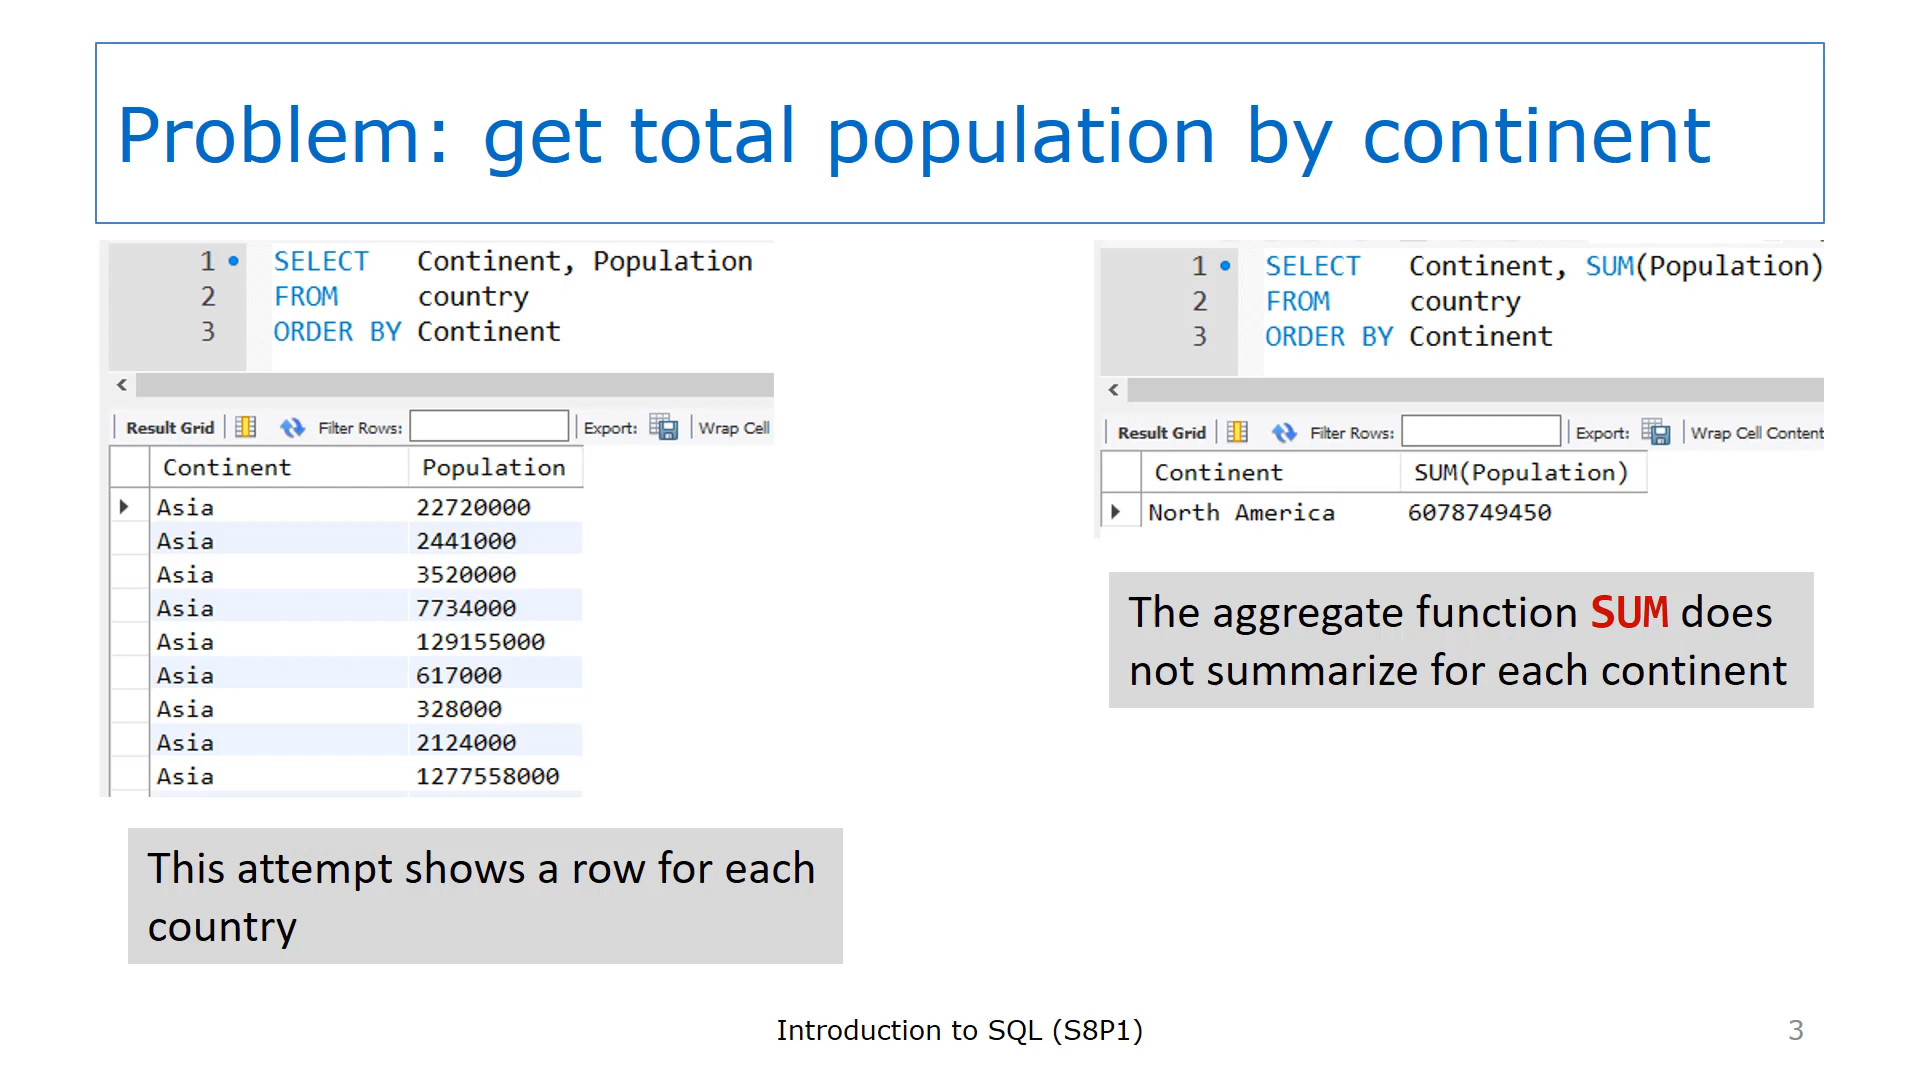 Problem: get total population by continent
1 SELECT Continent, Population
2 FROM country
3 ORDER BY Continent
Result Grid Filter Rows: Export: Wrap Cell
Continent Population
Asia 22720000
Asia 2441000
Asia 3520000
Asia 7734000
Asia 129155000
Asia 617000
Asia 328000
Asia 2124000
Asia 1277558000
This attempt shows a row for each
country
1 SELECT Continent, SUM(Population)
2 FROM country
3 ORDER BY Continent
Result Grid Filter Rows: Export: Wrap Cell Content
Continent SUM(Population)
North America 6078749450
The aggregate function SUM does
not summarize for each continent
Introduction to SQL (S8P1)
3